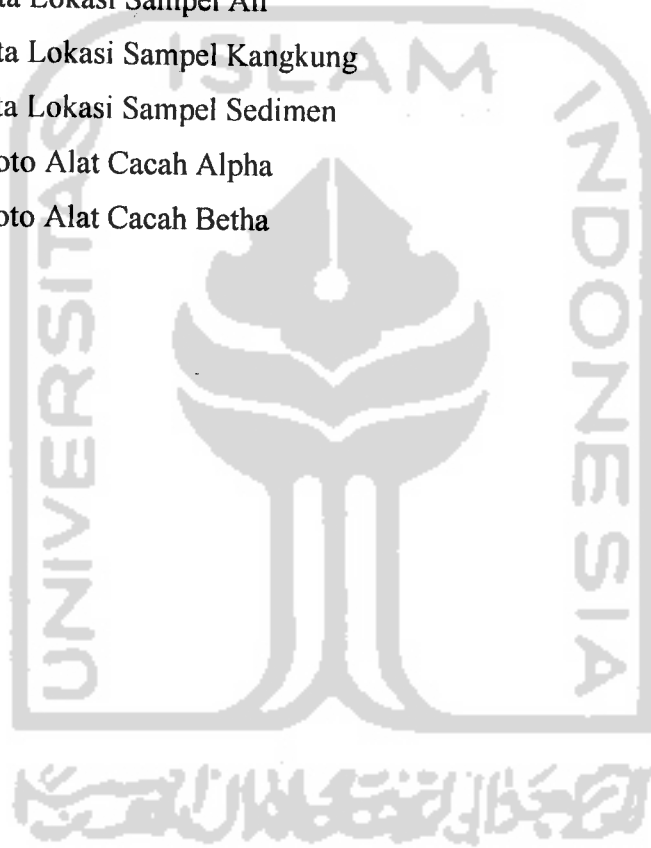 ta Lokasi Sampel Air
ta Lokasi Sampel Kangkung
ta Lokasi Sampel Sedimen
oto Alat Cacah Alpha
oto Alat Cacah Betha
UNIVERSITAS
ISLAM
INDONESIA